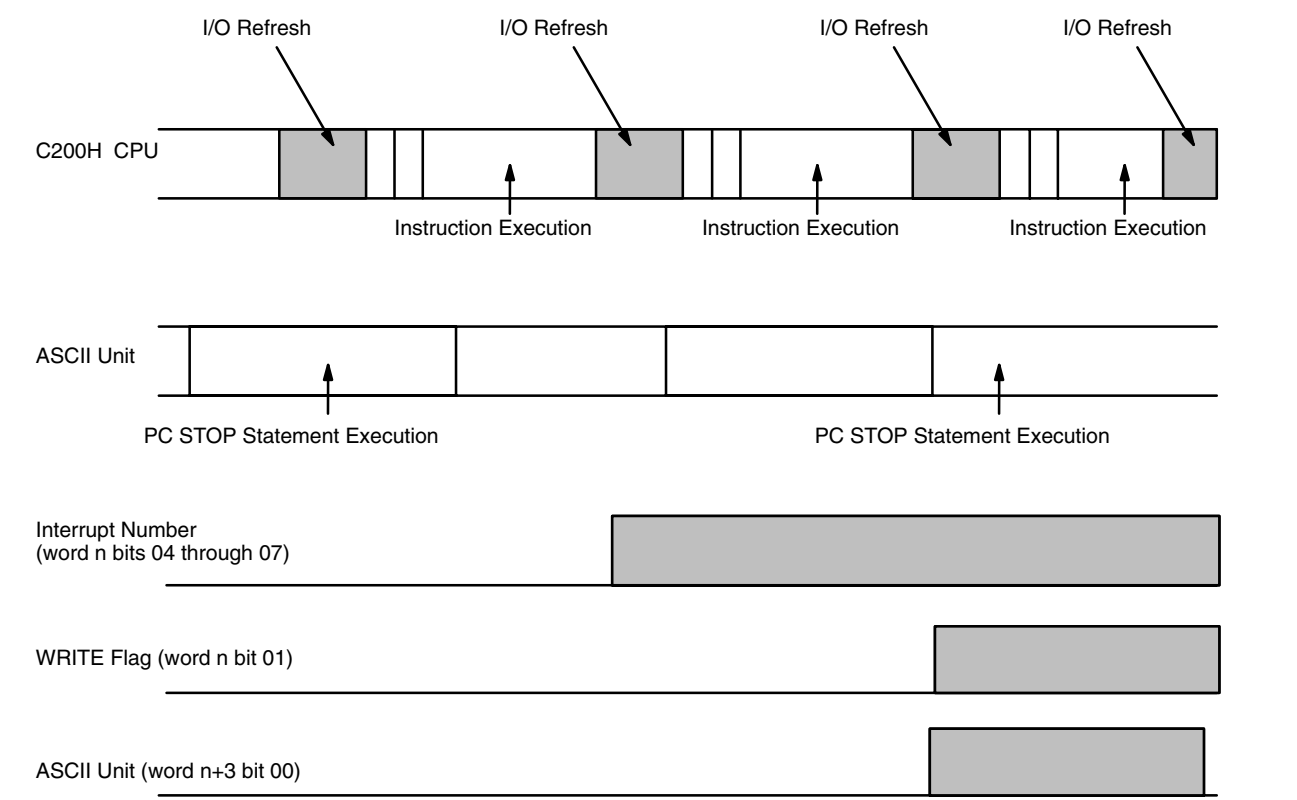 I/O Refresh I/O Refresh I/O Refresh I/O Refresh
C200H CPU
Instruction Execution Instruction Execution Instruction Execution
ASCII Unit
PC STOP Statement Execution PC STOP Statement Execution
Interrupt Number
(word n bits 04 through 07)
WRITE Flag (word n bit 01)
ASCII Unit (word n+3 bit 00)